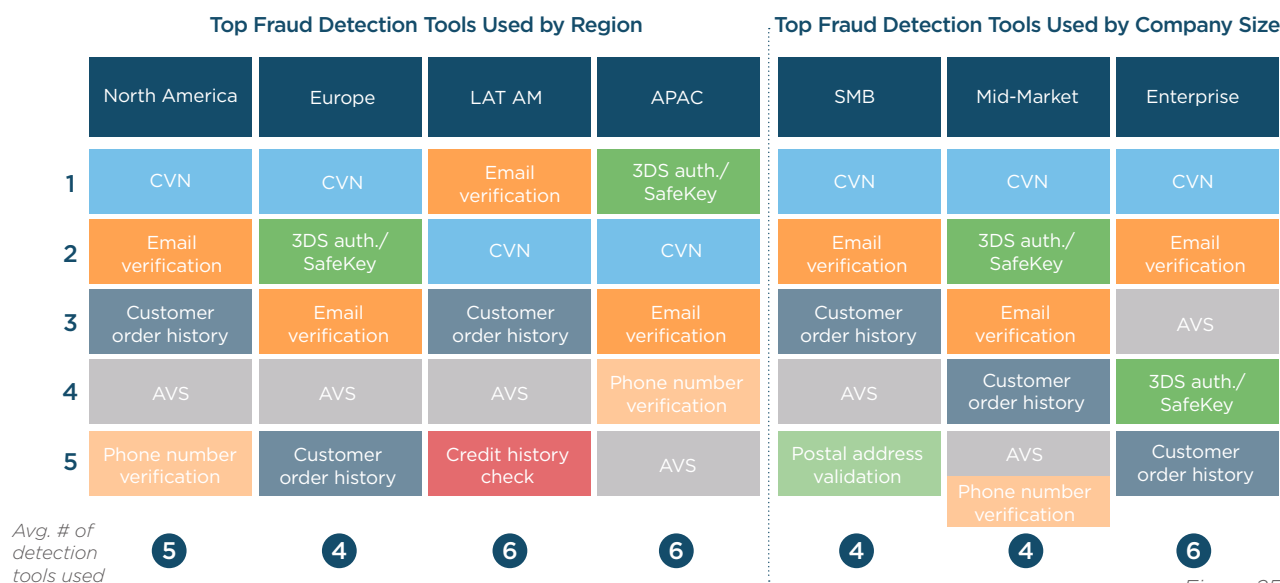 Top Fraud Detection Tools Used by Region
Top Fraud Detection Tools Used by Company Size
North America
Europe
LAT AM
APAC
SMB
Mid-Market
Enterprise
1
CVN
CVN
Email
verification
3DS auth./
SafeKey
CVN
CVN
CVN
2
Email
verification
3DS auth./
SafeKey
CVN
CVN
Email
verification
3DS auth./
SafeKey
Email
verification
3
Customer
order history
Email
verification
Customer
order history
Email
verification
Customer
order history
Email
verification
AVS
4
AVS
AVS
AVS
Phone number
verification
AVS
Customer
order history
3DS auth./
SafeKey
5
Phone number
verification
Customer
order history
Credit history
check
AVS
Postal address
validation
AVS
Phone number
verification
Customer
order history
Avg. # of
detection
tools used
5
4
6
6
4
4
6